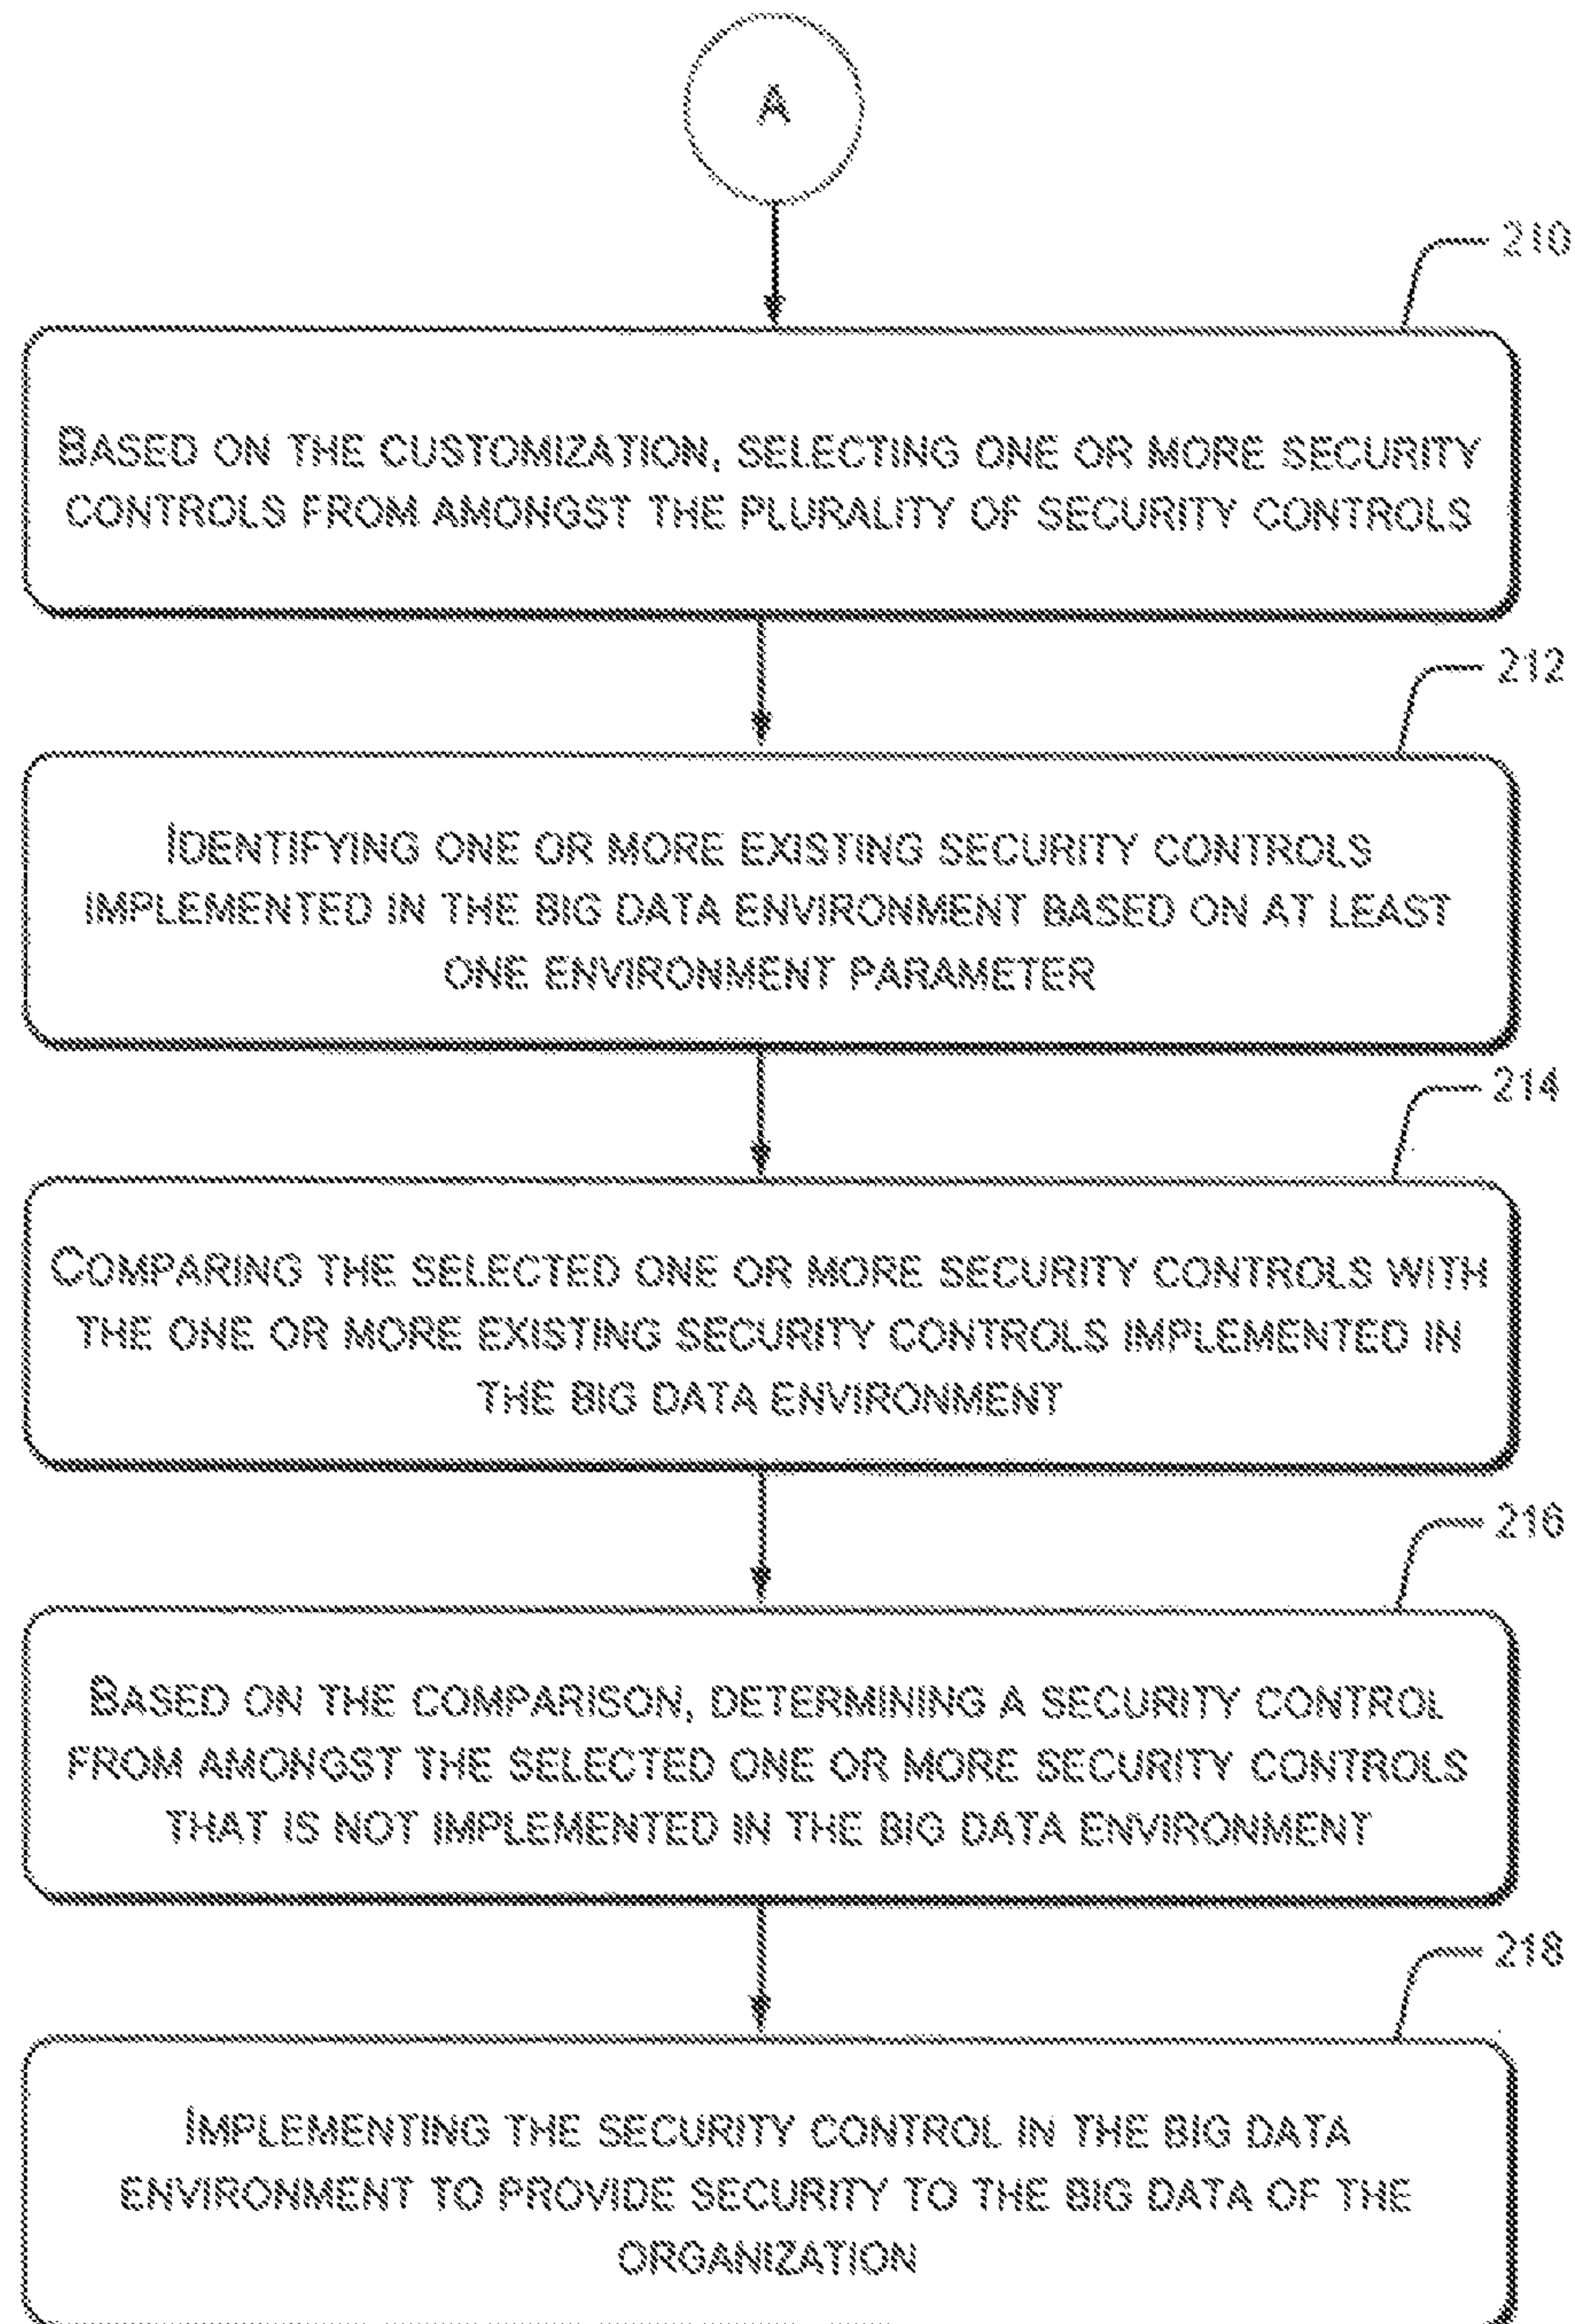 A
210
BASED ON THE CUSTOMIZATION, SELECTING ONE OR MORE SECURITY
CONTROLS FROM AMONGST THE PLURALITY OF SECURITY CONTROLS
212
IDENTIFYING ONE OR MORE EXISTING SECURITY CONTROLS
IMPLEMENTED IN THE BIG DATA ENVIRONMENT BASED ON AT LEAST
ONE ENVIRONMENT PARAMETER
214
COMPARING THE SELECTED ONE OR MORE SECURITY CONTROLS WITH
THE ONE OR MORE EXISTING SECURITY CONTROLS IMPLEMENTED IN
THE BIG DATA ENVIRONMENT
216
BASED ON THE COMPARISON, DETERMINING A SECURITY CONTROL
FROM AMONGST THE SELECTED ONE OR MORE SECURITY CONTROLS
THAT IS NOT IMPLEMENTED IN THE BIG DATA ENVIRONMENT
218
IMPLEMENTING THE SECURITY CONTROL IN THE BIG DATA
ENVIRONMENT TO PROVIDE SECURITY TO THE BIG DATA OF THE
ORGANIZATION